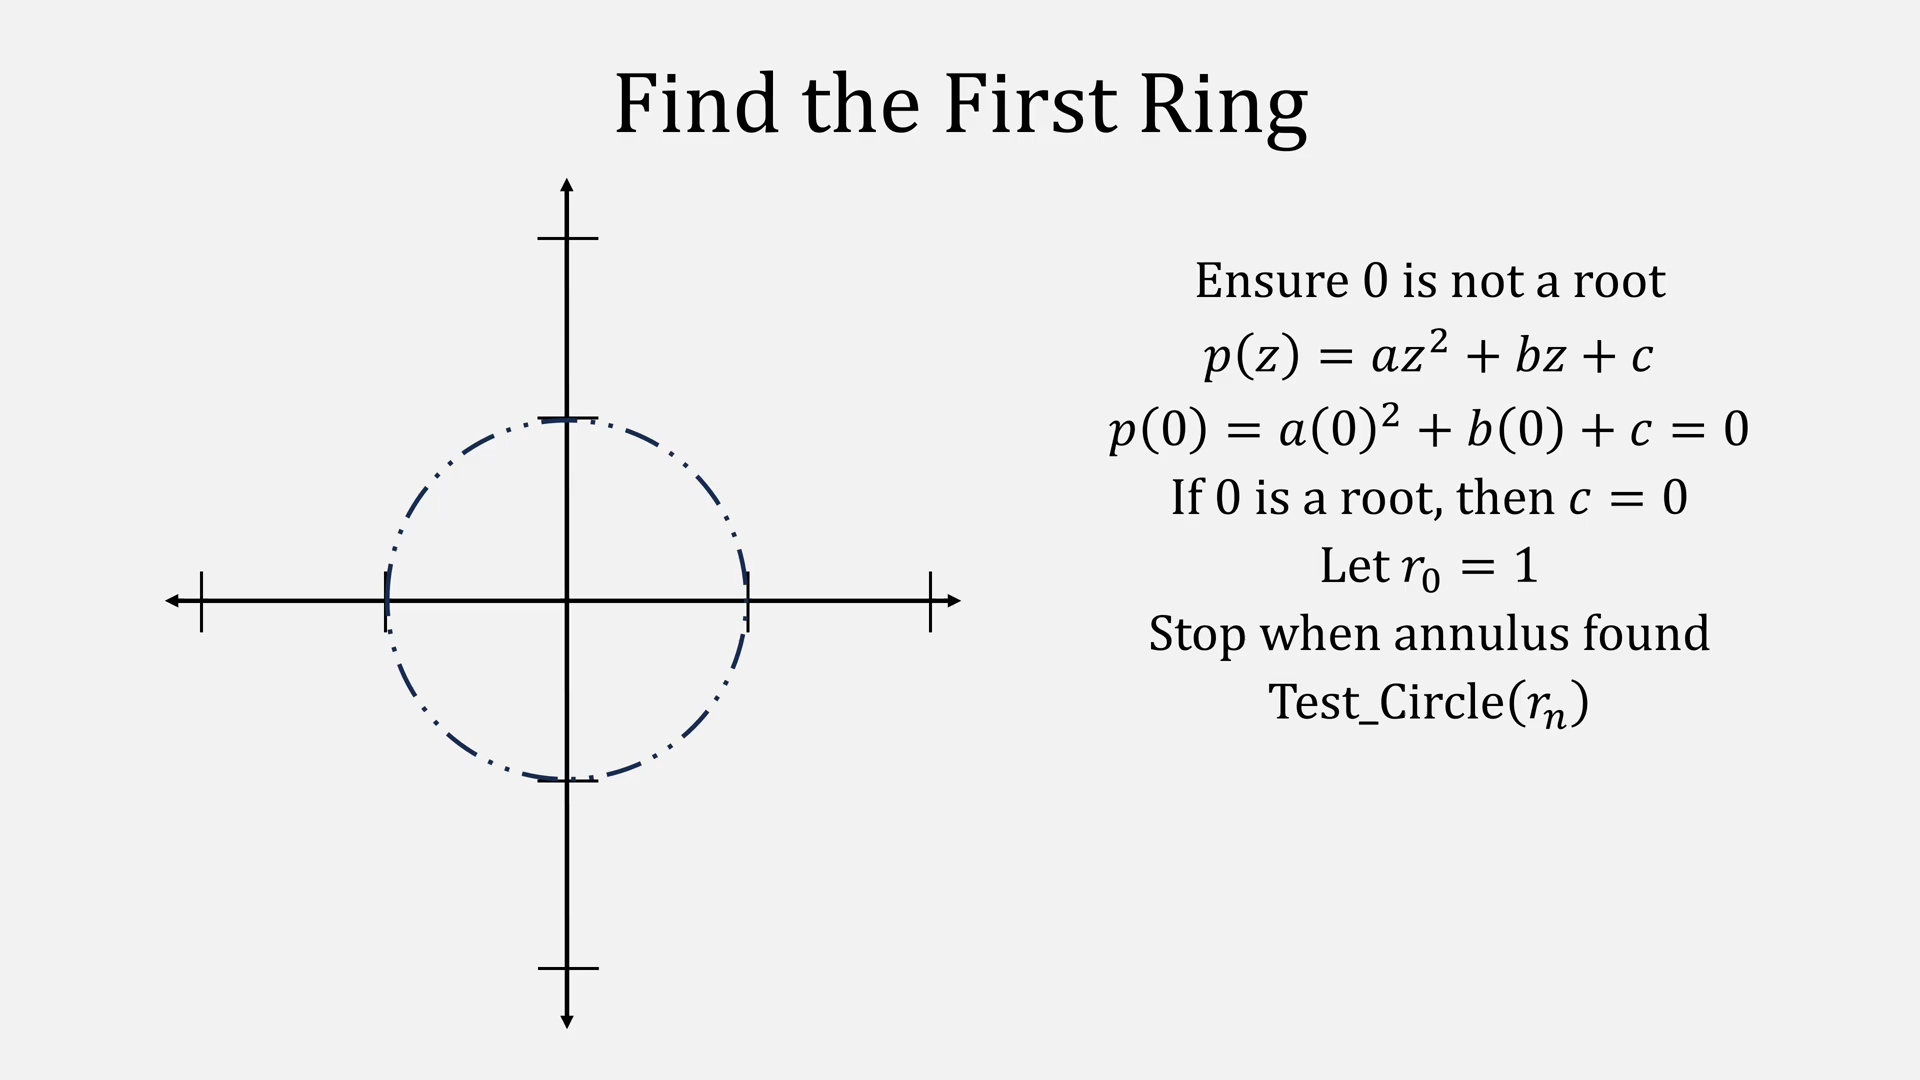 Find the First Ring
Ensure 0 is not a root
p(z) = az² + bz + c
p(0) = a(0)² + b(0) + c = 0
If 0 is a root, then c = 0
Let r₀ = 1
Stop when annulus found
Test_Circle(rₙ)